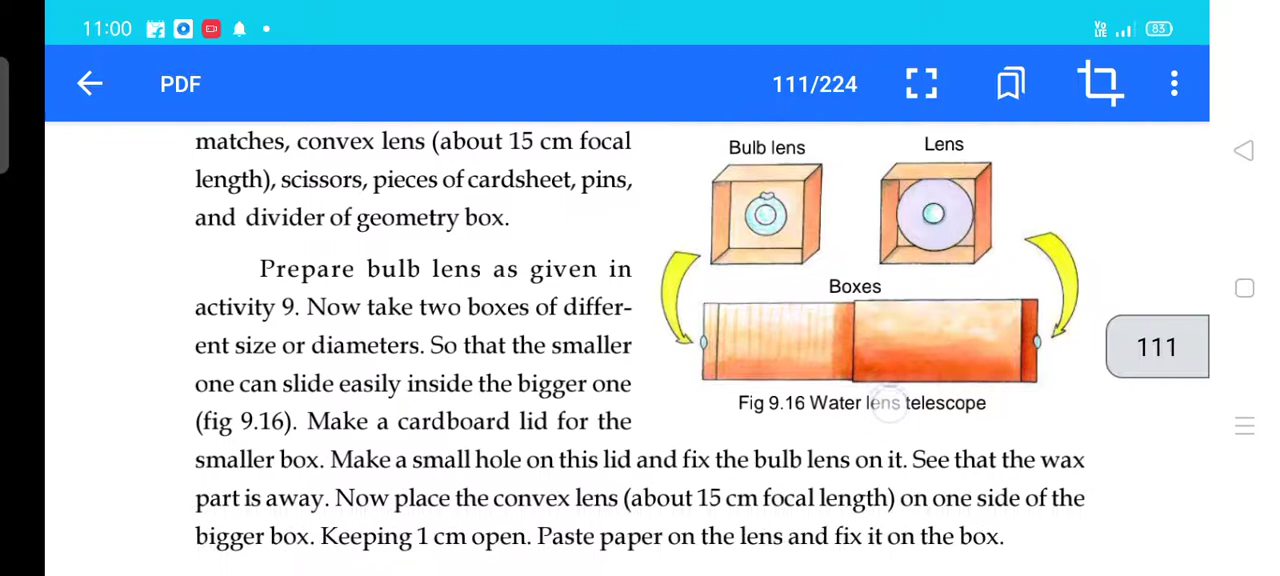 11:00
Vo
LTE
83
PDF
111/224
matches, convex lens (about 15 cm focal
length), scissors, pieces of cardsheet, pins,
and divider of geometry box.
Prepare bulb lens as given in
activity 9. Now take two boxes of differ-
ent size or diameters. So that the smaller
one can slide easily inside the bigger one
(fig 9.16). Make a cardboard lid for the
smaller box. Make a small hole on this lid and fix the bulb lens on it. See that the wax
part is away. Now place the convex lens (about 15 cm focal length) on one side of the
bigger box. Keeping 1 cm open. Paste paper on the lens and fix it on the box.
Bulb lens
Lens
Boxes
Fig 9.16 Water lens telescope
111